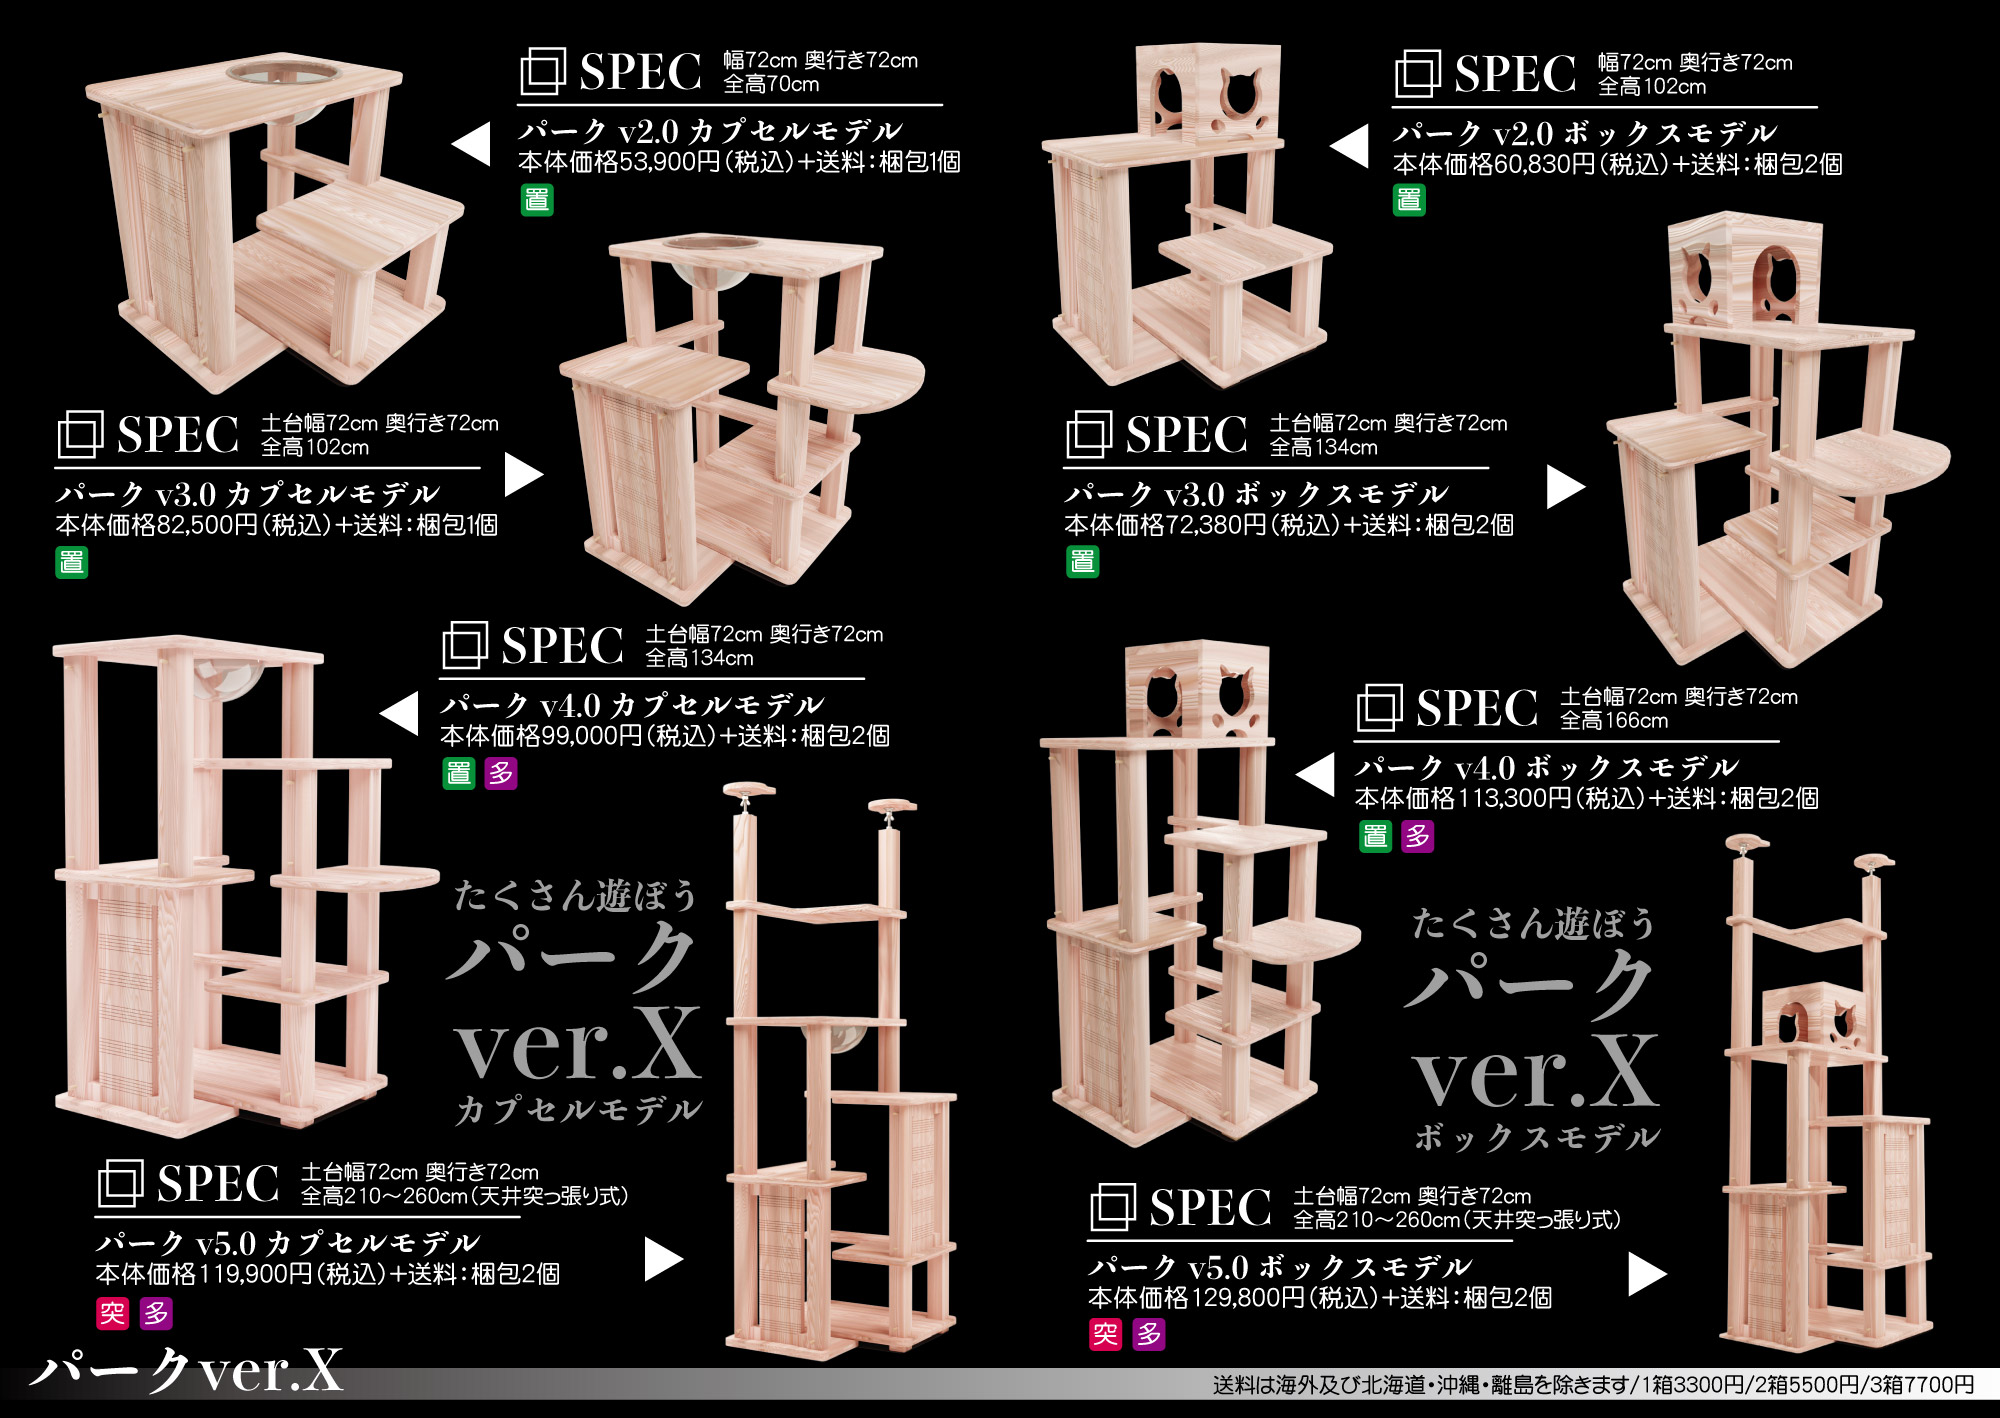 SPEC
幅72cm 奥行き72cm
全高70cm
パーク v2.0 カプセルモデル
本体価格53,900円(税込)+送料:梱包1個
置
SPEC
土台幅72cm 奥行き72cm
全高102cm
パーク v3.0 カプセルモデル
本体価格82,500円(税込)+送料:梱包1個
置
SPEC
土台幅72cm 奥行き72cm
全高134cm
パーク v4.0 カプセルモデル
本体価格99,000円(税込)+送料:梱包2個
置 多
たくさん遊ぼう
パーク
ver.X
カプセルモデル
SPEC
土台幅72cm 奥行き72cm
全高210〜260cm(天井突っ張り式)
パーク v5.0 カプセルモデル
本体価格119,900円(税込)+送料:梱包2個
突 多
SPEC
幅72cm 奥行き72cm
全高102cm
パーク v2.0 ボックスモデル
本体価格60,830円(税込)+送料:梱包2個
置
SPEC
土台幅72cm 奥行き72cm
全高134cm
パーク v3.0 ボックスモデル
本体価格72,380円(税込)+送料:梱包2個
置
SPEC
土台幅72cm 奥行き72cm
全高166cm
パーク v4.0 ボックスモデル
本体価格113,300円(税込)+送料:梱包2個
置 多
たくさん遊ぼう
パーク
ver.X
ボックスモデル
SPEC
土台幅72cm 奥行き72cm
全高210〜260cm(天井突っ張り式)
パーク v5.0 ボックスモデル
本体価格129,800円(税込)+送料:梱包2個
突 多
パークver.X
送料は海外及び北海道・沖縄・離島を除きます/1箱3300円/2箱5500円/3箱7700円